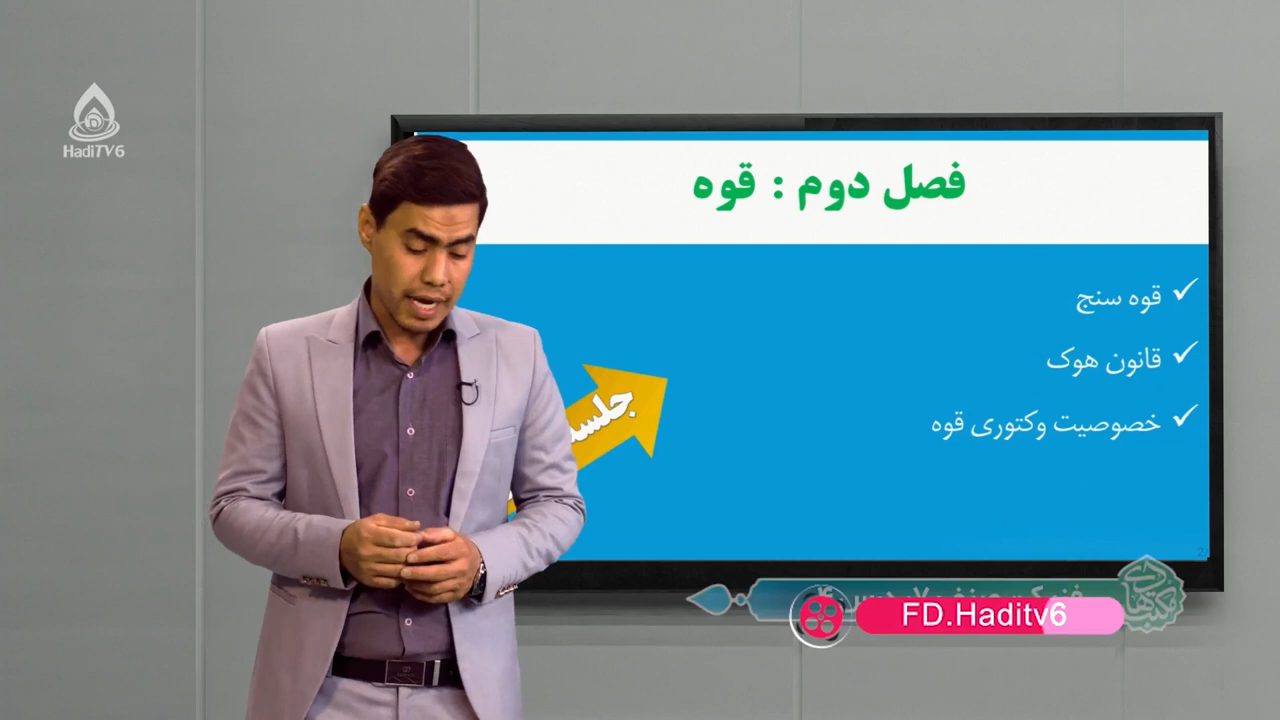 HadiTV6
فصل دوم : قوه
✓ قوه سنج
✓ قانون هوک
✓ خصوصیت وکتوری قوه
FD.Haditv6